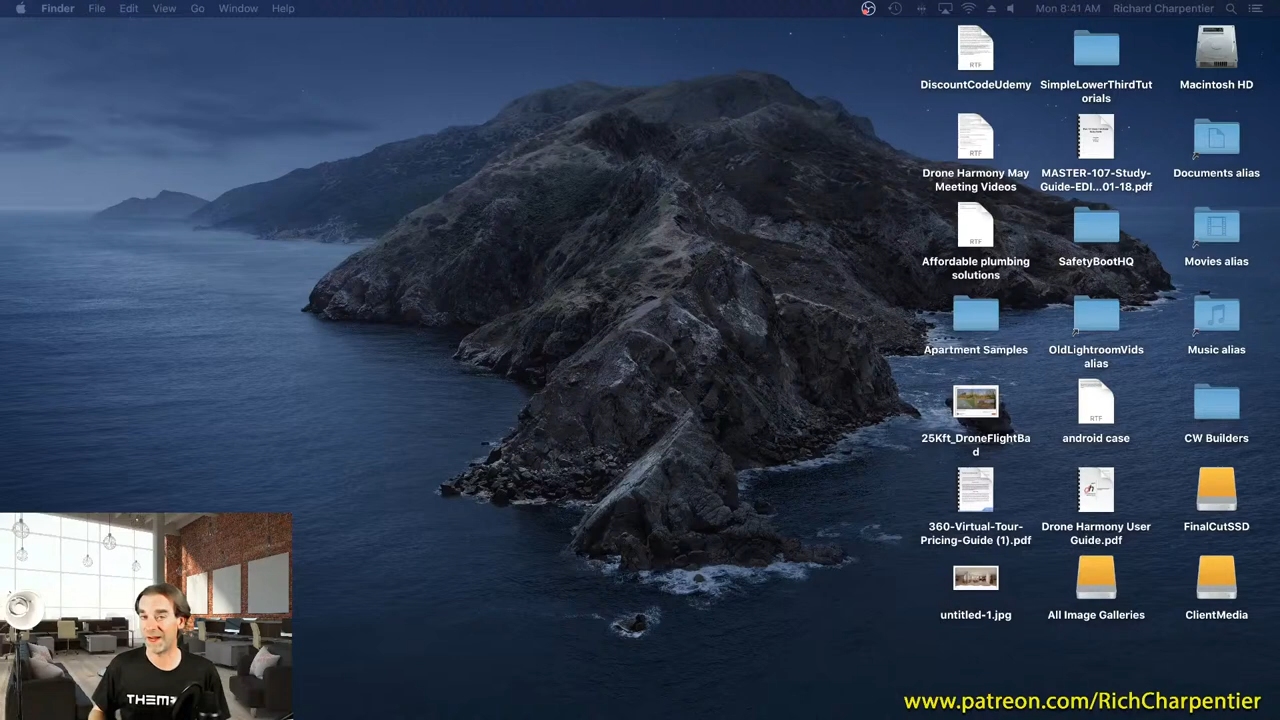 Finder File Edit View Go Window Help Mon 8:41 AM Richard Charpentier
DiscountCodeUdemy
SimpleLowerThirdTut
orials
Macintosh HD
Drone Harmony May
Meeting Videos
MASTER-107-Study-
Guide-EDI...01-18.pdf
Documents alias
Affordable plumbing
solutions
SafetyBootHQ
Movies alias
Apartment Samples
OldLightroomVids
alias
Music alias
RTF
25Kft_DroneFlightBa
d
android case
CW Builders
360-Virtual-Tour-
Pricing-Guide (1).pdf
Drone Harmony User
Guide.pdf
FinalCutSSD
untitled-1.jpg
All Image Galleries
ClientMedia
THEM
www.patreon.com/RichCharpentier